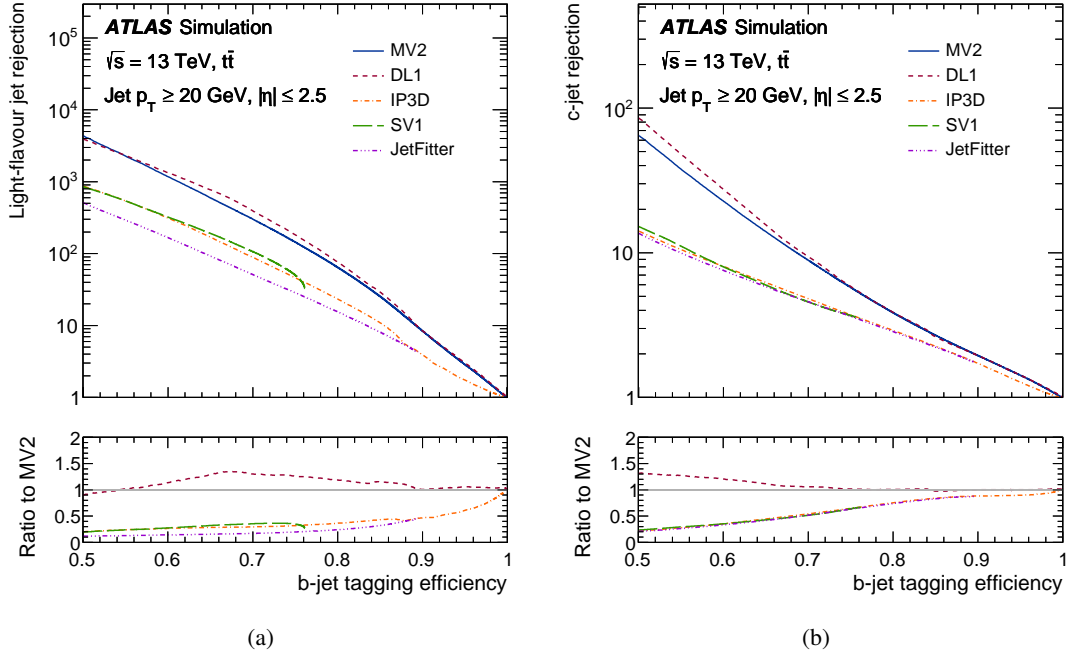 ATLAS Simulation
√s = 13 TeV, tt̄
Jet p_T ≥ 20 GeV, |η| ≤ 2.5
MV2
DL1
IP3D
SV1
JetFitter
Light-flavour jet rejection
10^5
10^4
10^3
10^2
10
1
Ratio to MV2
2
1.5
1
0.5
0
0.5 0.6 0.7 0.8 0.9 1
b-jet tagging efficiency
(a)
ATLAS Simulation
√s = 13 TeV, tt̄
Jet p_T ≥ 20 GeV, |η| ≤ 2.5
MV2
DL1
IP3D
SV1
JetFitter
c-jet rejection
10^2
10
1
Ratio to MV2
2
1.5
1
0.5
0
0.5 0.6 0.7 0.8 0.9 1
b-jet tagging efficiency
(b)